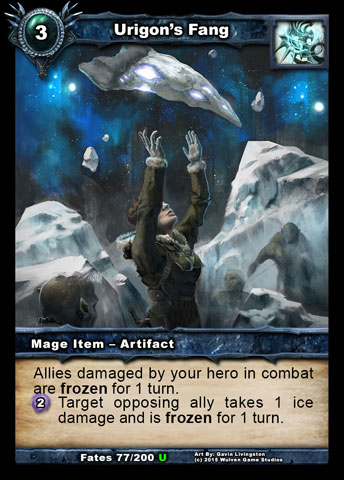 3
Urigon's Fang
Mage Item – Artifact
Allies damaged by your hero in combat
are frozen for 1 turn.
2 Target opposing ally takes 1 ice
damage and is frozen for 1 turn.
Fates 77/200 U
Art By: Gavin Livingston
(c) 2015 Wulven Game Studios